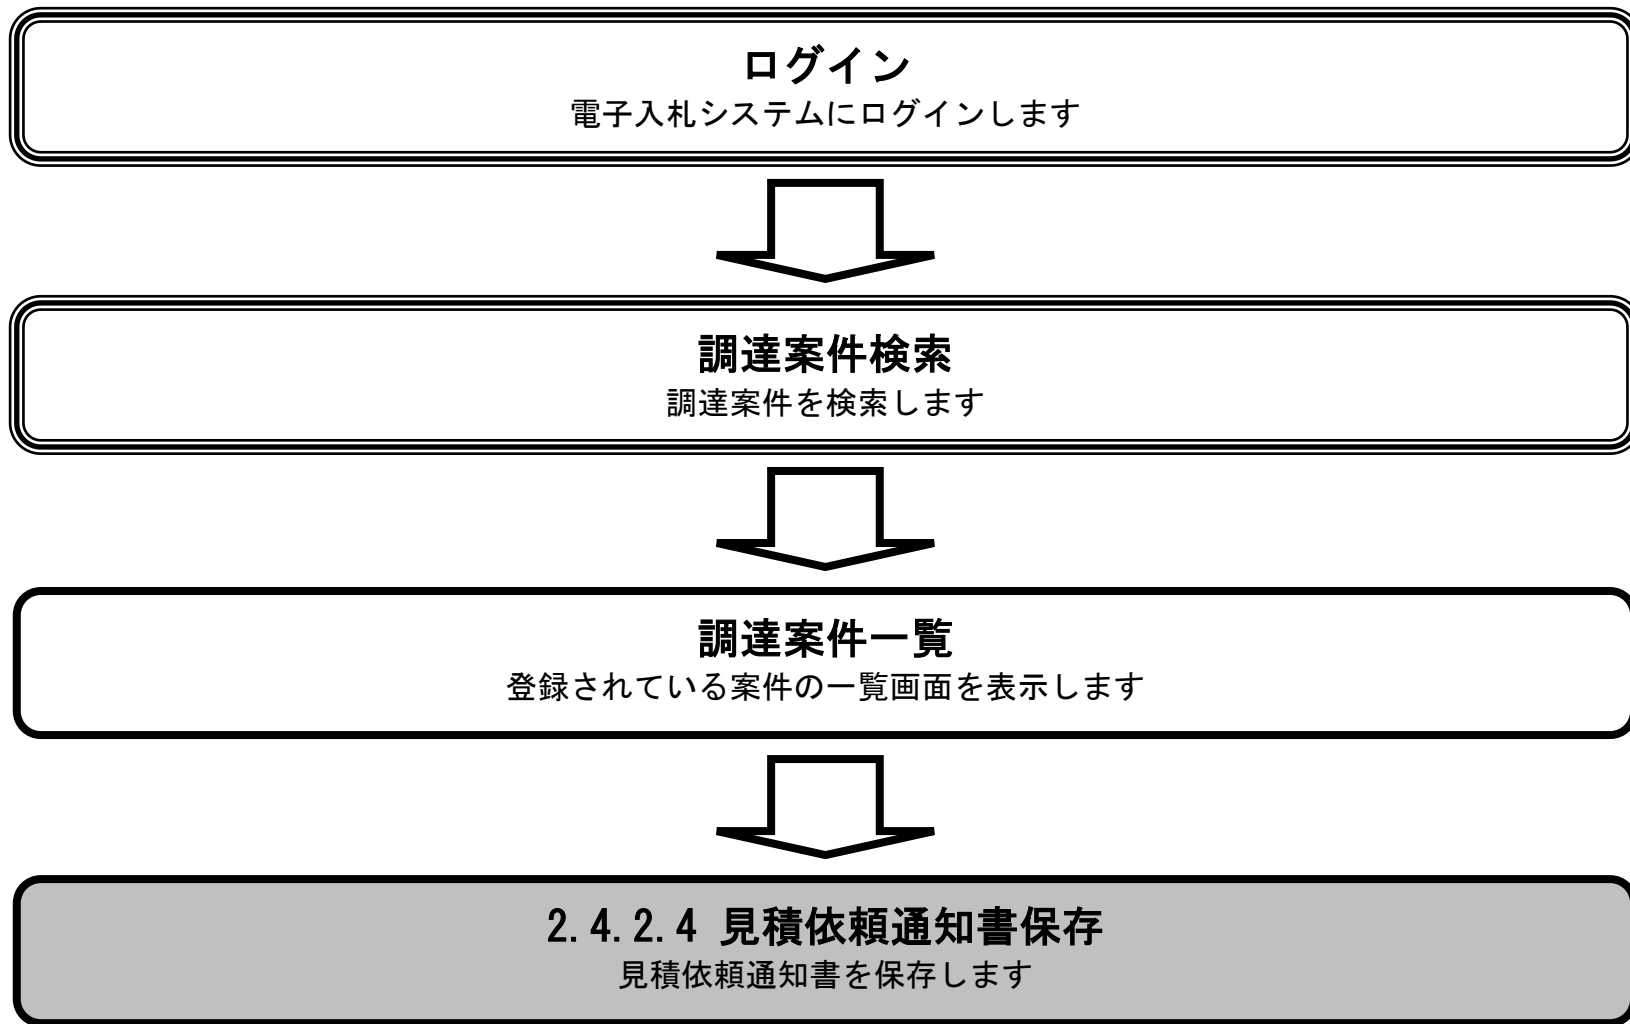 ログイン
電子入札システムにログインします
調達案件検索
調達案件を検索します
調達案件一覧
登録されている案件の一覧画面を表示します
2.4.2.4 見積依頼通知書保存
見積依頼通知書を保存します